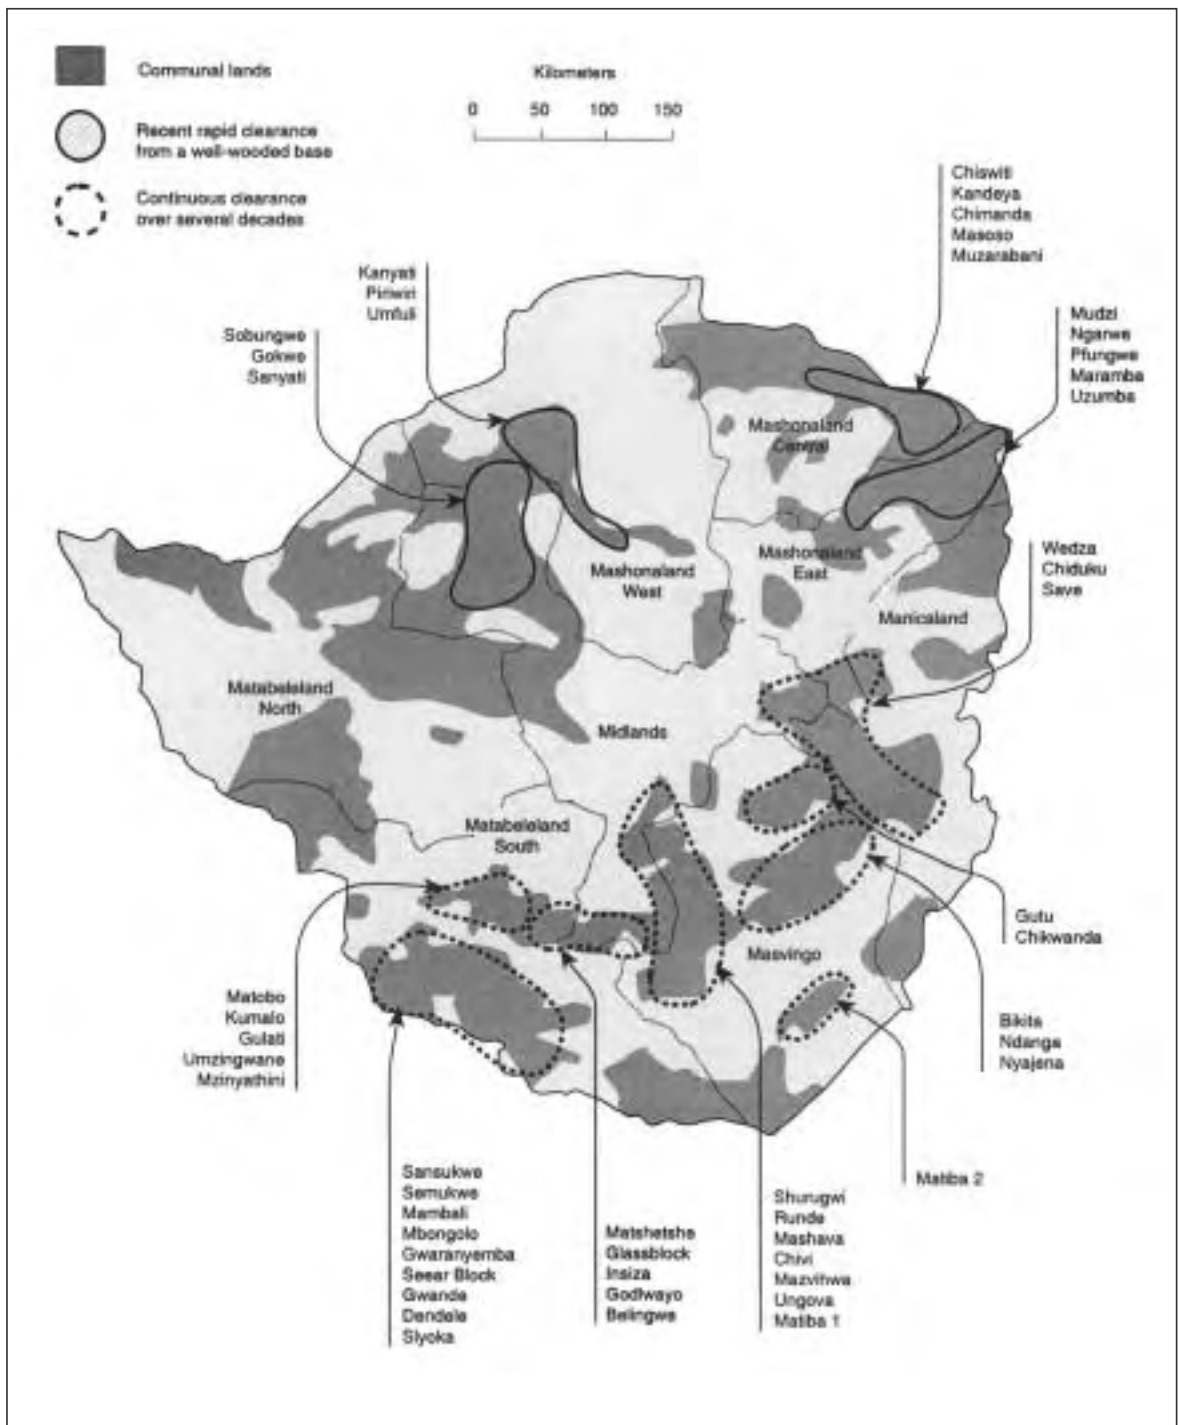 Communal lands
Recent rapid clearance
from a well-wooded base
Continuous clearance
over several decades
Kilometers
0 50 100 150
Chiswiti
Kandeya
Chimanda
Masoso
Muzarabani
Kanyati
Piriwiri
Umfuli
Sobungwe
Gokwe
Sanyati
Mudzi
Ngarwe
Pfungwe
Maramba
Uzumba
Mashonaland
Central
Mashonaland
East
Mashonaland
West
Wedza
Chiduku
Save
Manicaland
Matabeleland
North
Midlands
Matabeleland
South
Masvingo
Gutu
Chikwanda
Bikita
Ndanga
Nyajena
Matobo
Kumalo
Gulati
Umzingwane
Mzinyathini
Matiba 2
Sansukwe
Semukwe
Mambali
Mbongolo
Gwaranyemba
Seear Block
Gwanda
Dendele
Siyoka
Matshetshe
Glassblock
Insiza
Godlwayo
Belingwe
Shurugwi
Runde
Mashava
Chivi
Mazvihwa
Ungova
Matiba 1